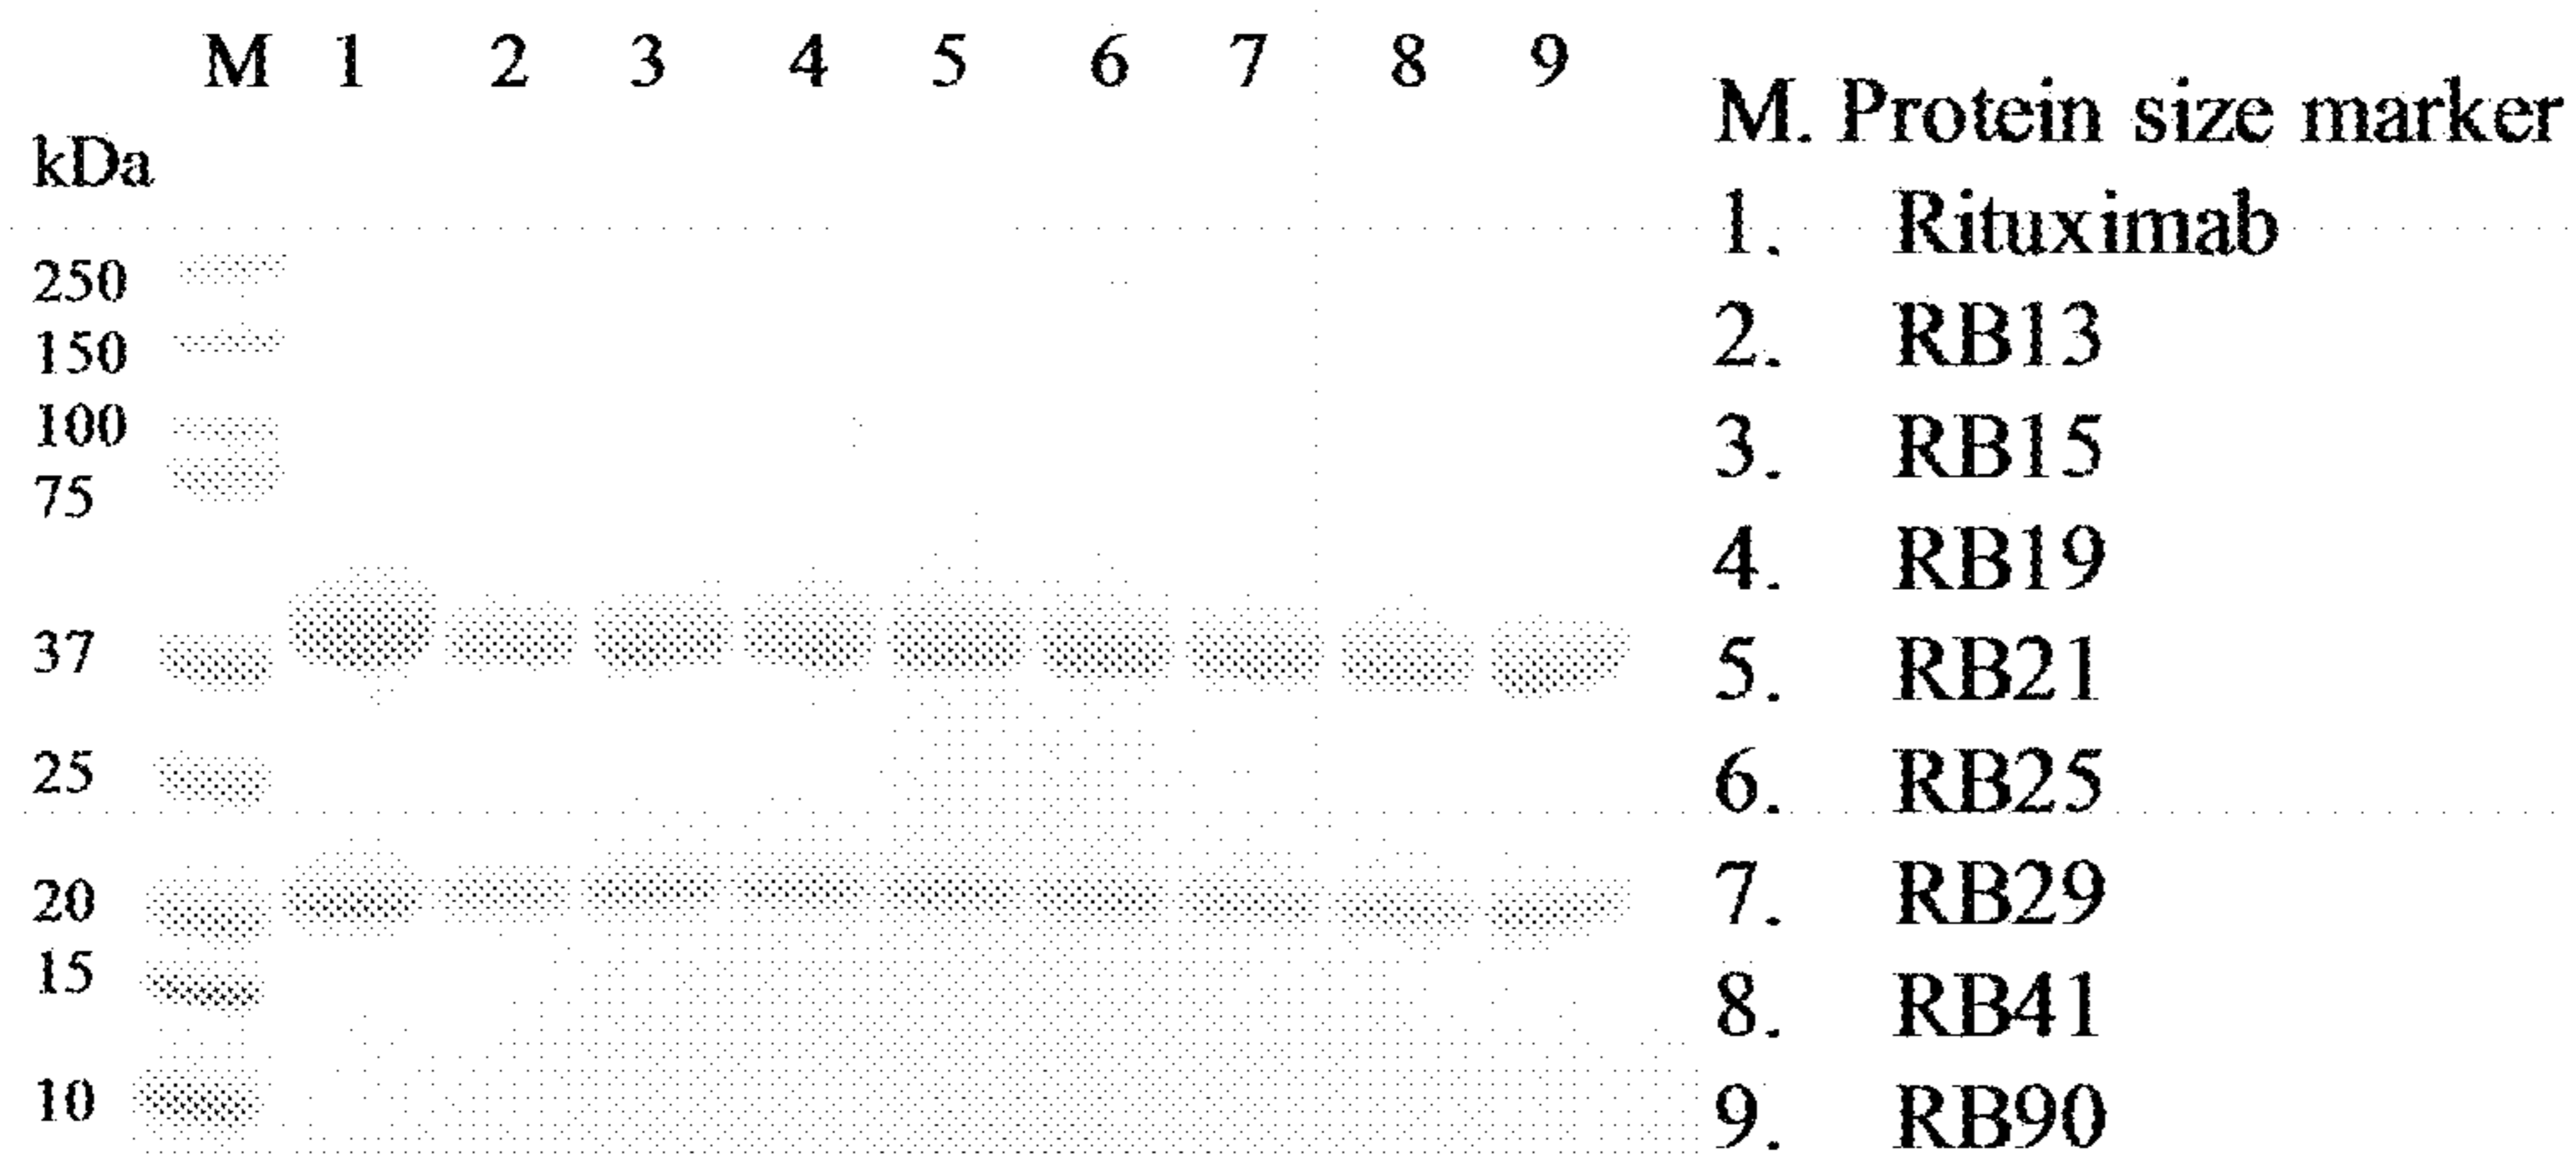 M 1 2 3 4 5 6 7 8 9
kDa
250
150
100
75
37
25
20
15
10
M. Protein size marker
1. Rituximab
2. RB13
3. RB15
4. RB19
5. RB21
6. RB25
7. RB29
8. RB41
9. RB90